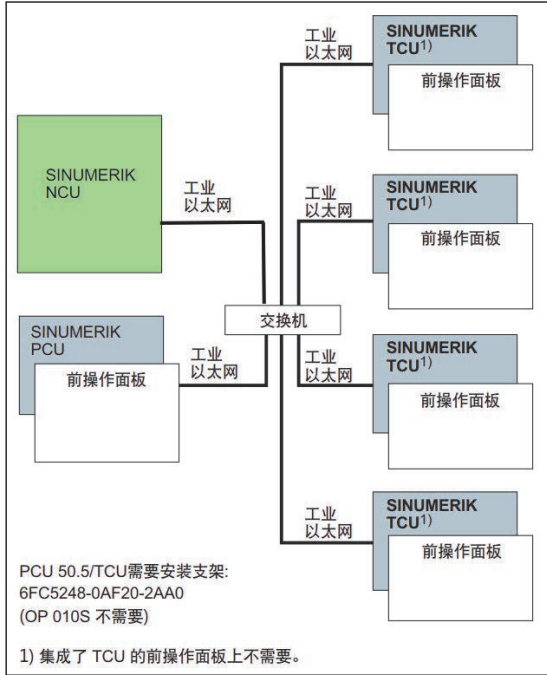 工业
以太网
SINUMERIK
TCU1)
前操作面板
SINUMERIK
NCU
工业
以太网
工业
以太网
SINUMERIK
TCU1)
前操作面板
交换机
SINUMERIK
PCU
前操作面板
工业
以太网
工业
以太网
SINUMERIK
TCU1)
前操作面板
工业
以太网
SINUMERIK
TCU1)
前操作面板
PCU 50.5/TCU需要安装支架:
6FC5248-0AF20-2AA0
(OP 010S 不需要)
1) 集成了 TCU 的前操作面板上不需要。